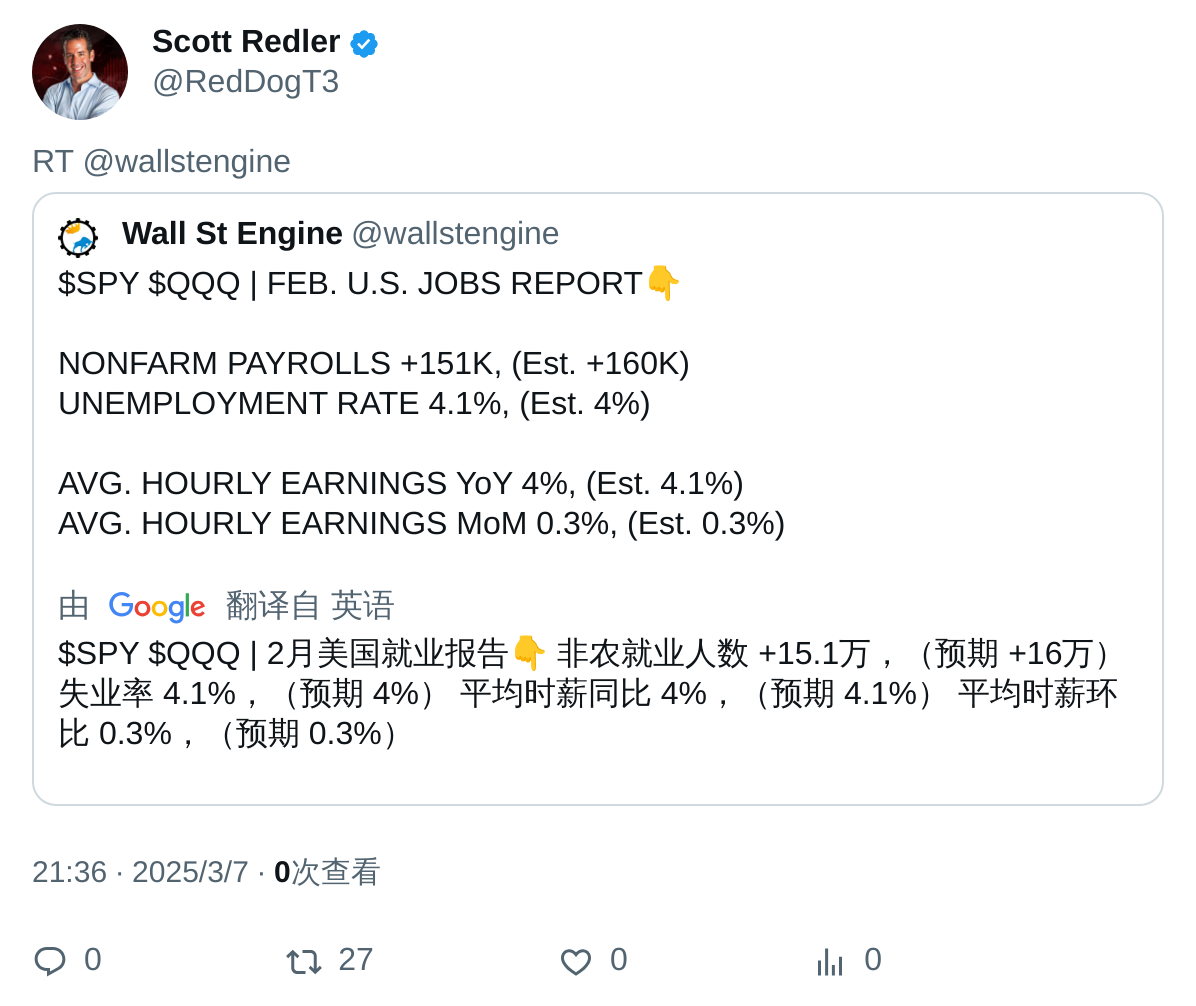 Scott Redler
@RedDogT3
RT @wallstengine
Wall St Engine @wallstengine
$SPY $QQQ | FEB. U.S. JOBS REPORT👇
NONFARM PAYROLLS +151K, (Est. +160K)
UNEMPLOYMENT RATE 4.1%, (Est. 4%)
AVG. HOURLY EARNINGS YoY 4%, (Est. 4.1%)
AVG. HOURLY EARNINGS MoM 0.3%, (Est. 0.3%)
由 Google 翻译自 英语
$SPY $QQQ | 2月美国就业报告👇 非农就业人数 +15.1万，（预期 +16万）
失业率 4.1%，（预期 4%） 平均时薪同比 4%，（预期 4.1%） 平均时薪环
比 0.3%，（预期 0.3%）
21:36 · 2025/3/7 · 0次查看
0 27 0 0